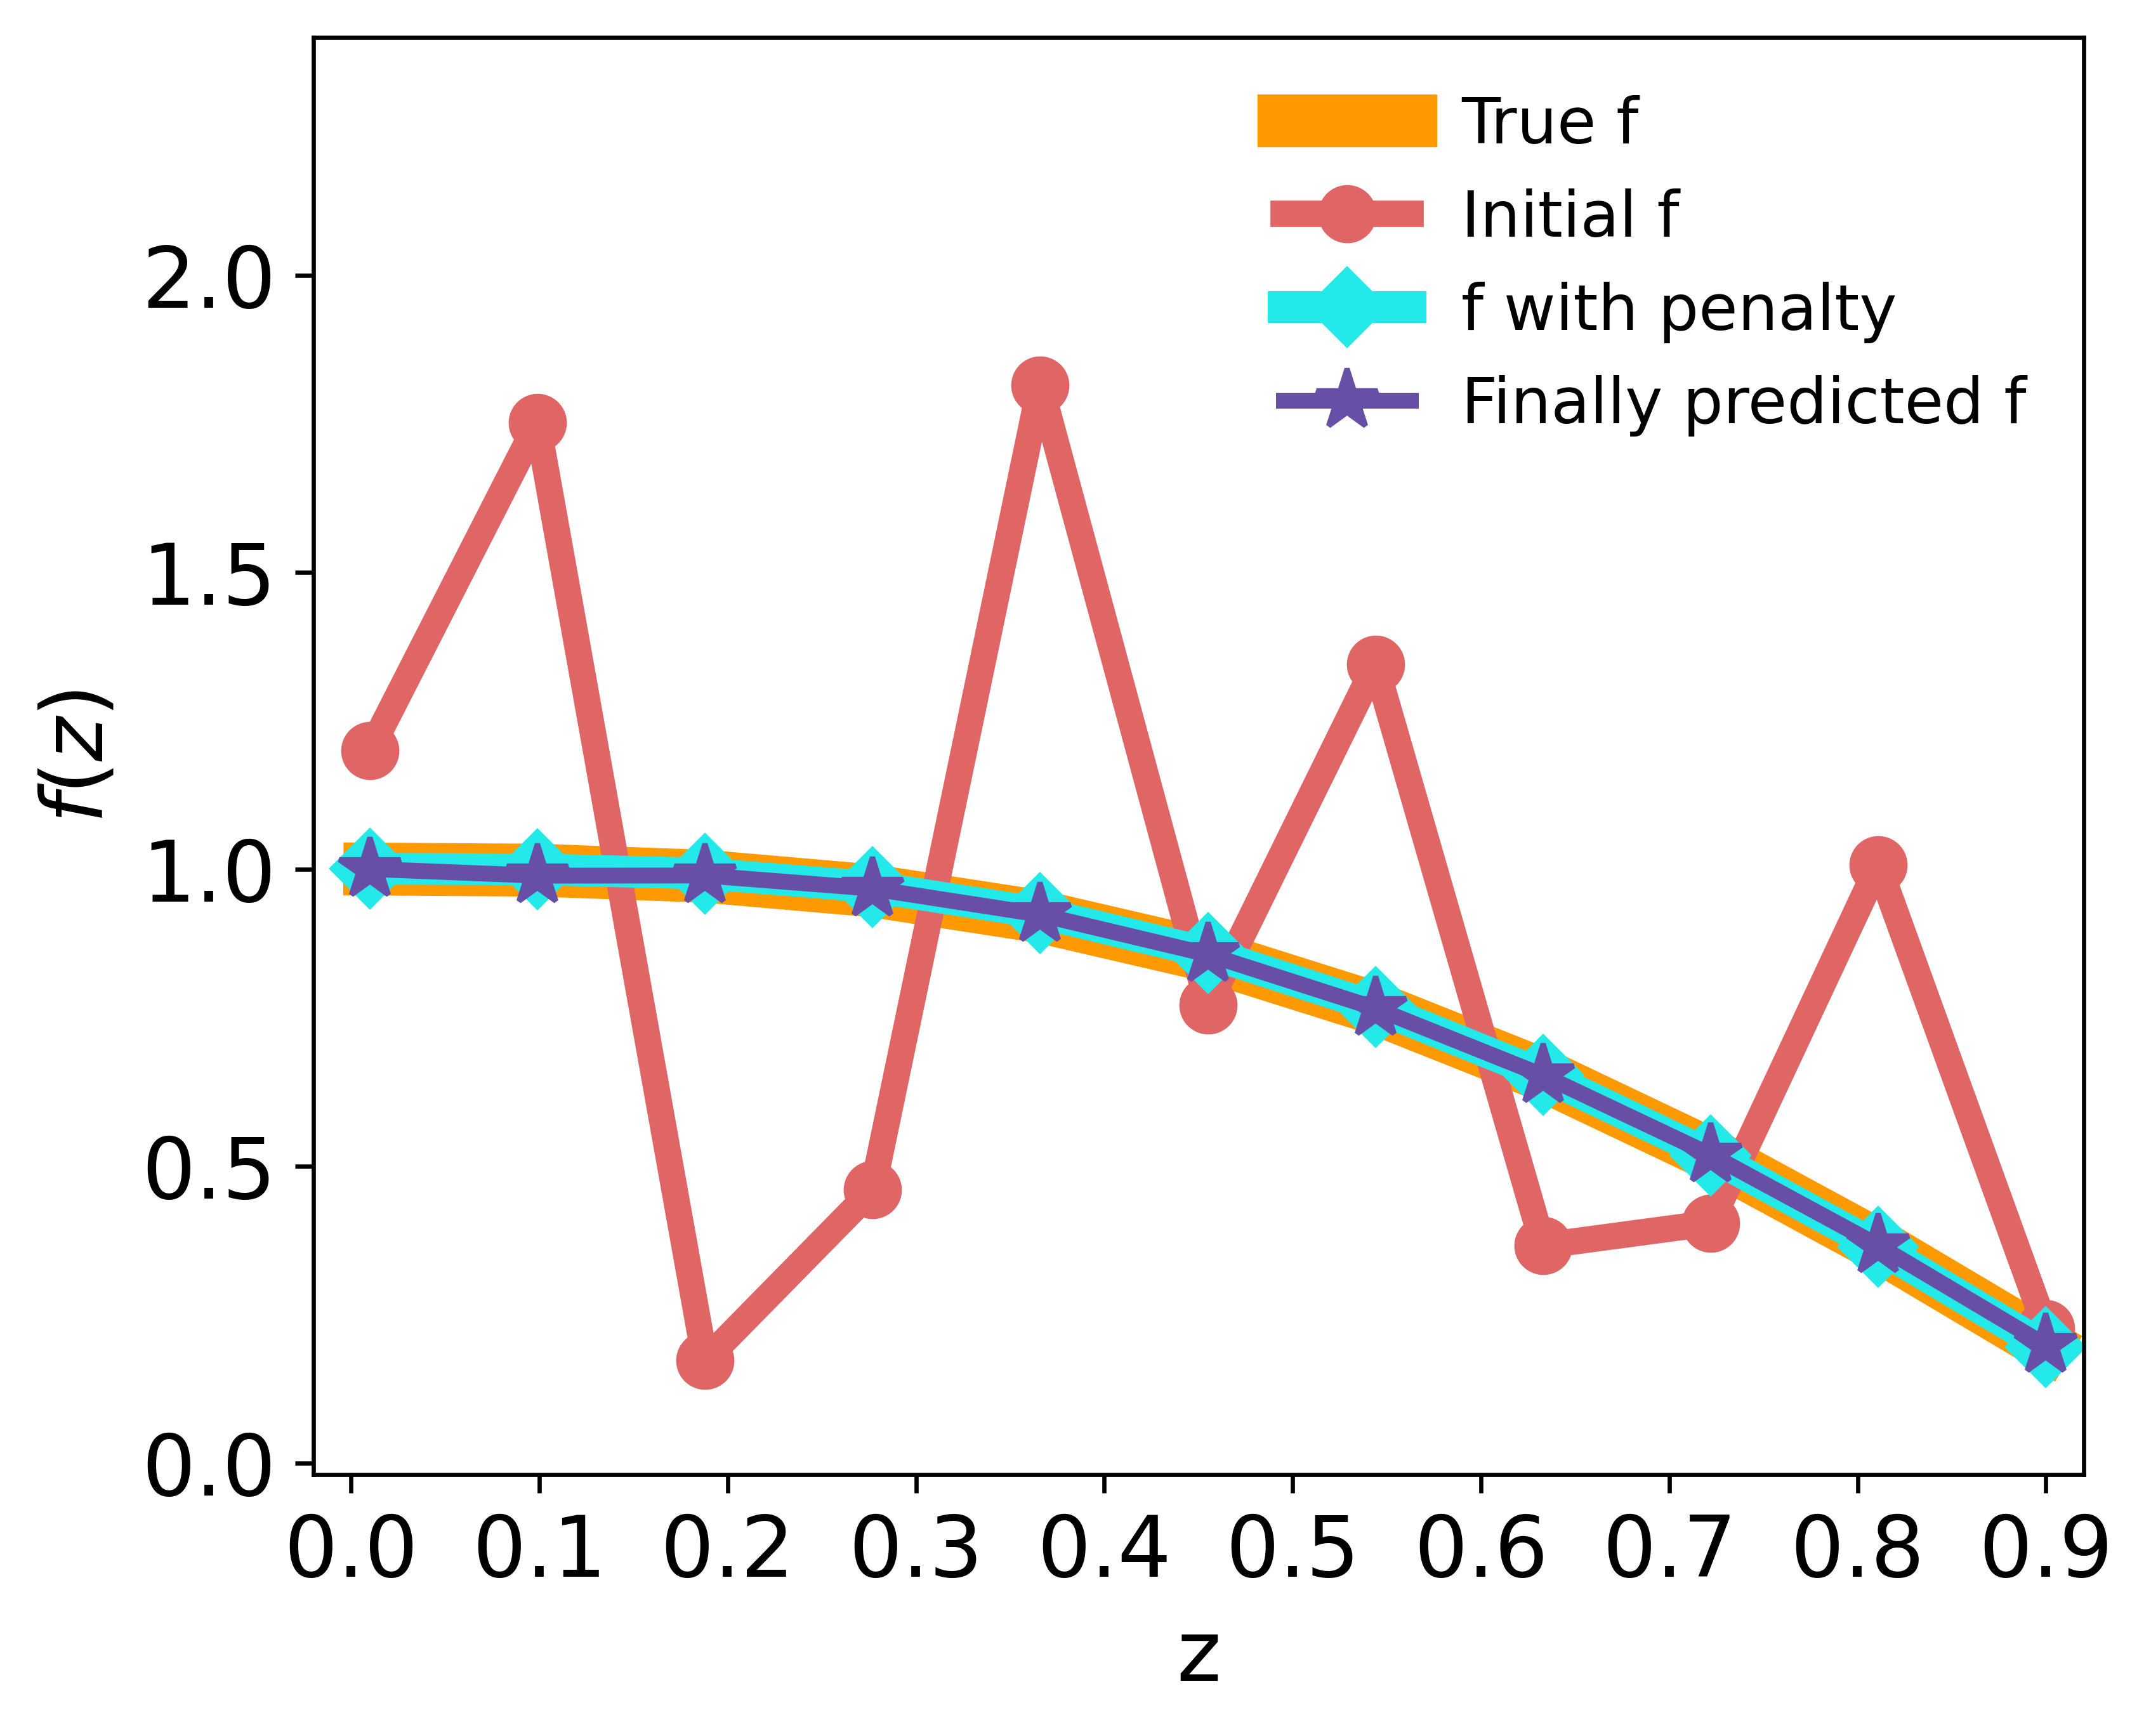 True f
Initial f
f with penalty
Finally predicted f
2.0
1.5
1.0
0.5
0.0
f(z)
0.0 0.1 0.2 0.3 0.4 0.5 0.6 0.7 0.8 0.9
z